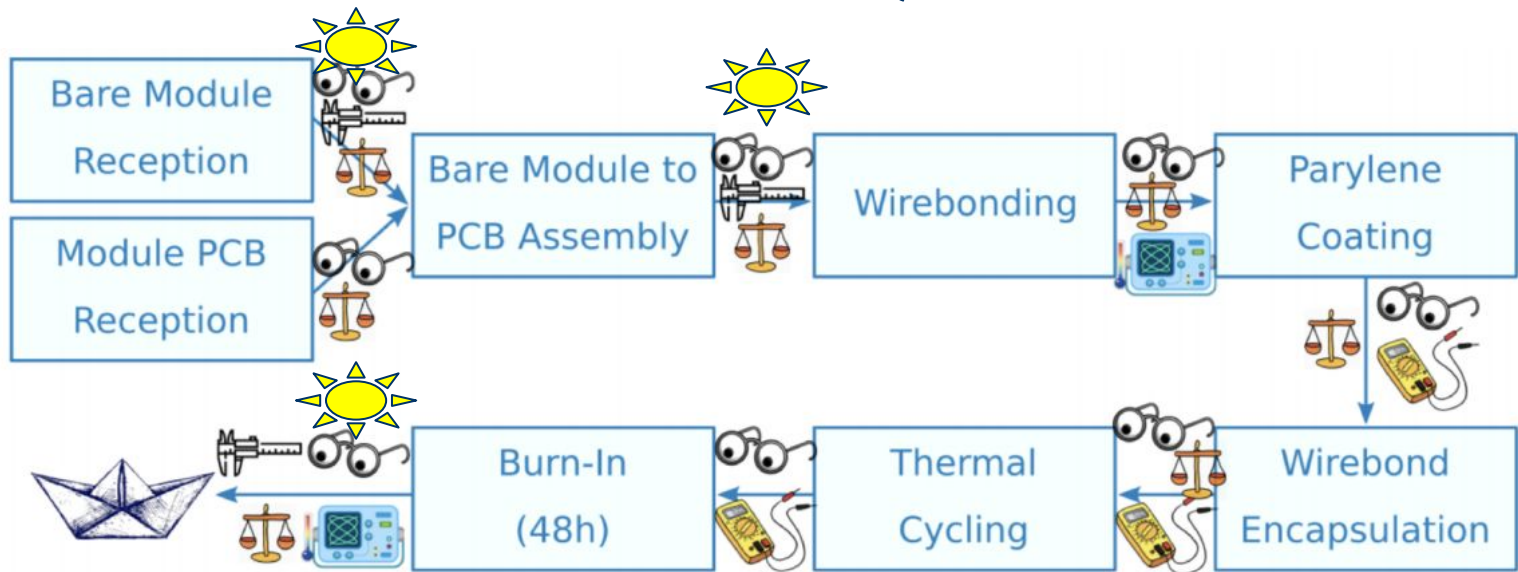 Bare Module
Reception
Module PCB
Reception
Bare Module to
PCB Assembly
Wirebonding
Parylene
Coating
Wirebond
Encapsulation
Thermal
Cycling
Burn-In
(48h)